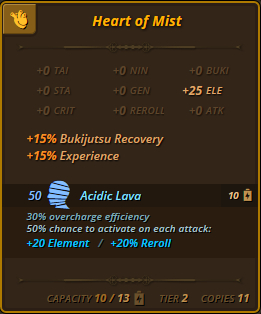 Heart of Mist
+0 TAI +0 NIN +0 BUKI
+0 STA +0 GEN +25 ELE
+0 CRIT +0 REROLL +0 ATK
+15% Bukijutsu Recovery
+15% Experience
50 Acidic Lava 10
30% overcharge efficiency
50% chance to activate on each attack:
+20 Element / +20% Reroll
CAPACITY 10 / 13 TIER 2 COPIES 11